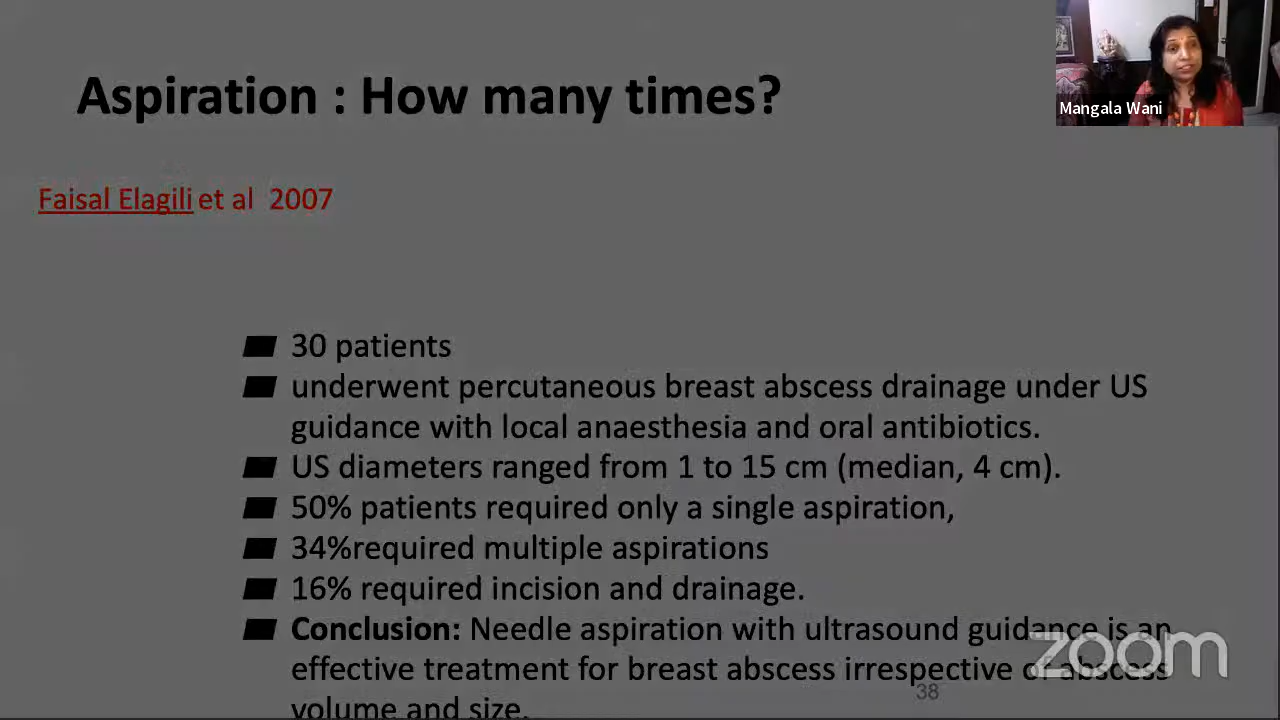 Aspiration : How many times?
Mangala Wani
Faisal Elagili et al 2007
30 patients
underwent percutaneous breast abscess drainage under US
guidance with local anaesthesia and oral antibiotics.
US diameters ranged from 1 to 15 cm (median, 4 cm).
50% patients required only a single aspiration,
34%required multiple aspirations
16% required incision and drainage.
Conclusion: Needle aspiration with ultrasound guidance is an
effective treatment for breast abscess irrespective of abscess
volume and size.
zoom
38